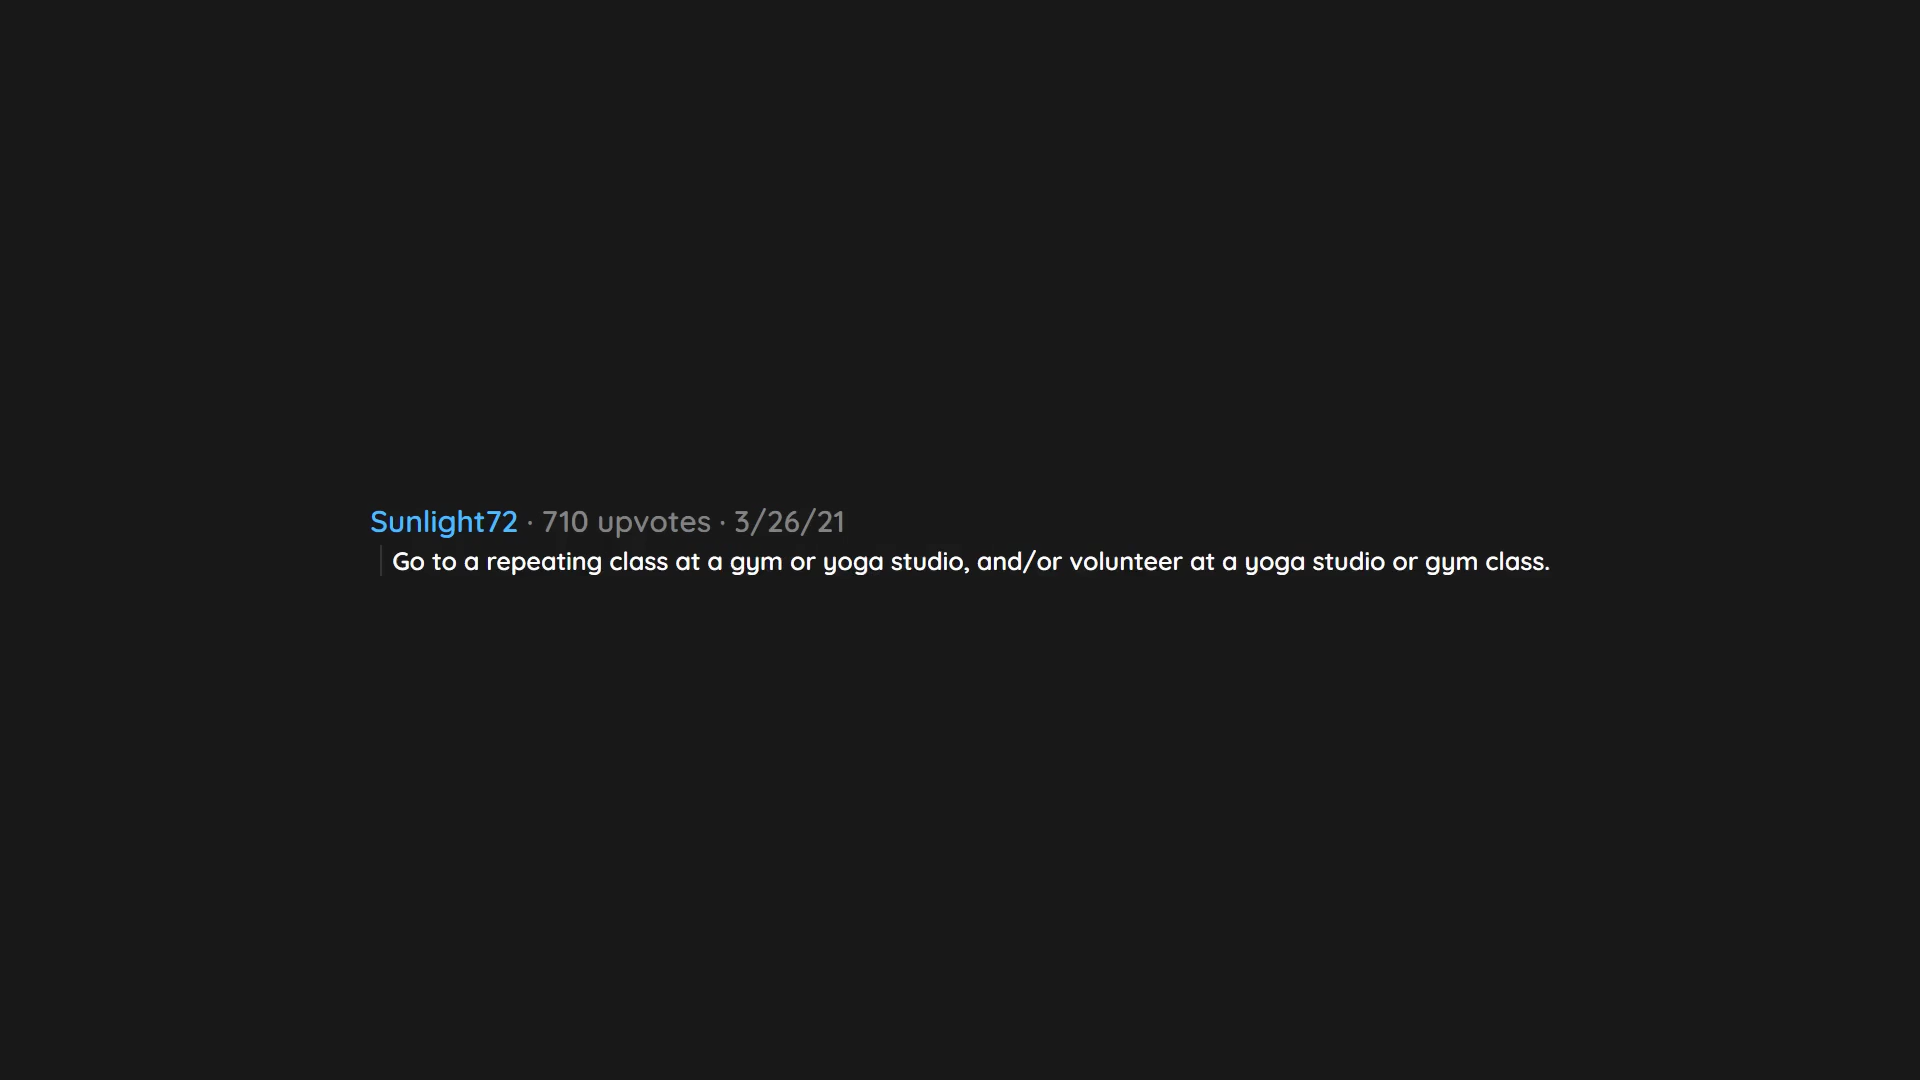 Sunlight72 · 710 upvotes · 3/26/21
Go to a repeating class at a gym or yoga studio, and/or volunteer at a yoga studio or gym class.